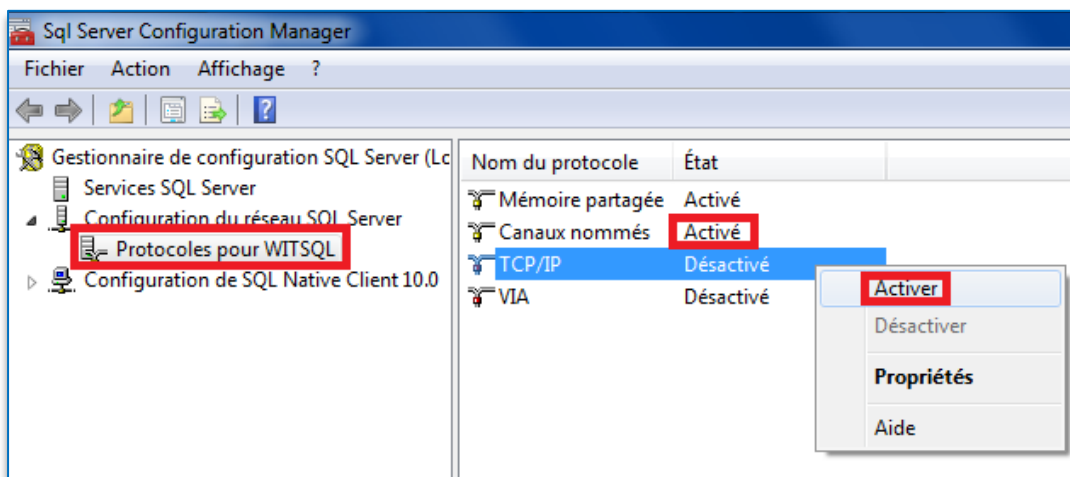 Sql Server Configuration Manager
Fichier Action Affichage ?
Gestionnaire de configuration SQL Server (Lc
Services SQL Server
Configuration du réseau SQL Server
Protocoles pour WITSQL
Configuration de SQL Native Client 10.0
Nom du protocole État
Mémoire partagée Activé
Canaux nommés Activé
TCP/IP Désactivé
VIA Désactivé
Activer
Désactiver
Propriétés
Aide